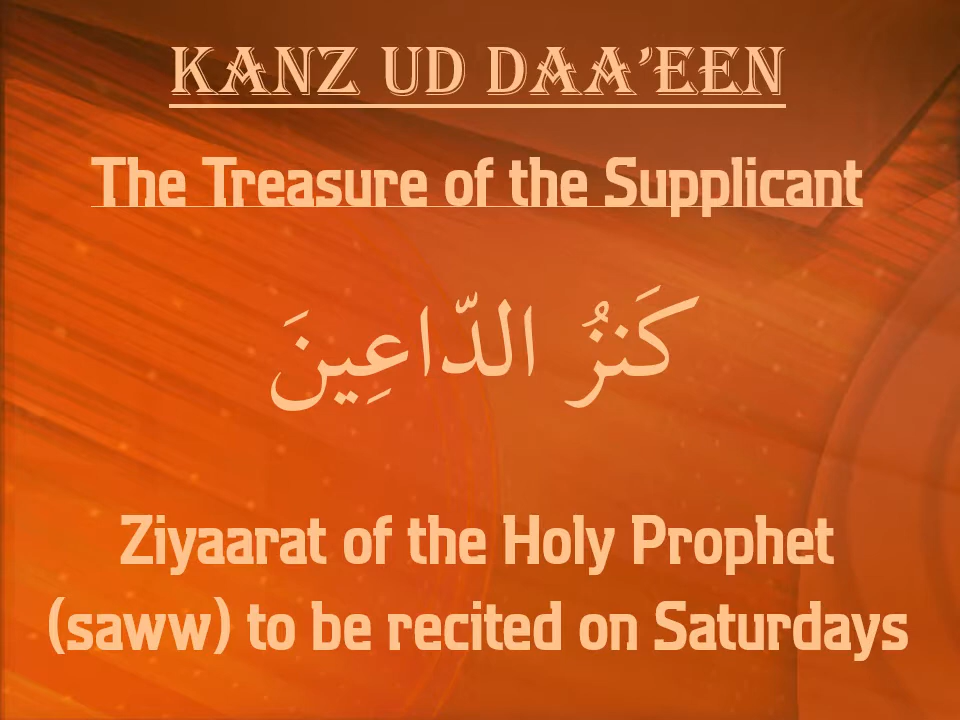 KANZ UD DAA'EEN
The Treasure of the Supplicant
كَنزُ الدّاعِينَ
Ziyaarat of the Holy Prophet
(saww) to be recited on Saturdays